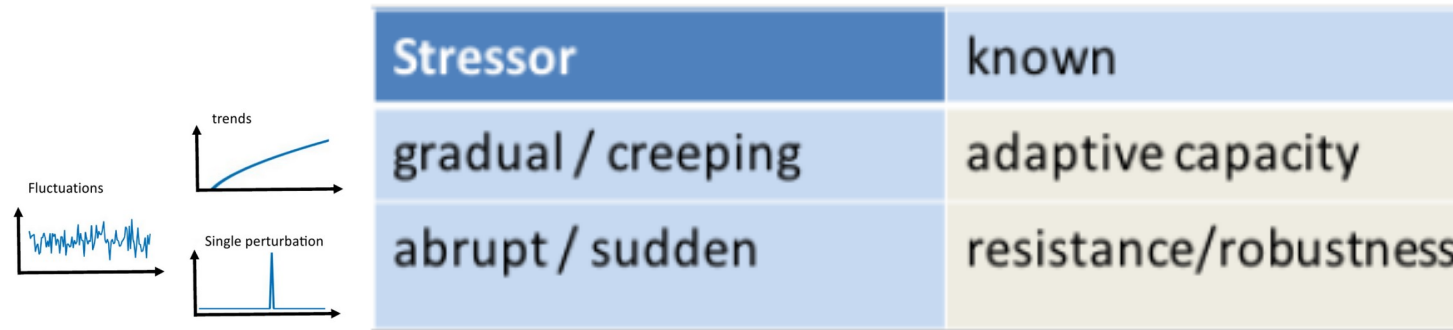 trends
Fluctuations
Single perturbation
Stressor known
gradual / creeping adaptive capacity
abrupt / sudden resistance/robustness